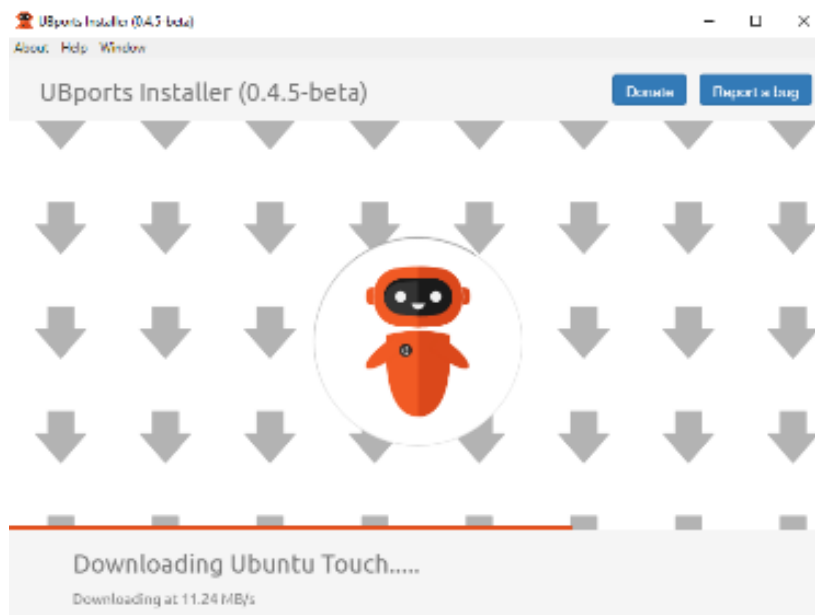 UBports Installer (0.4.5-beta)
About Help Window
UBports Installer (0.4.5-beta)
Donate Report a bug
Downloading Ubuntu Touch.....
Downloading at 11.24 MB/s